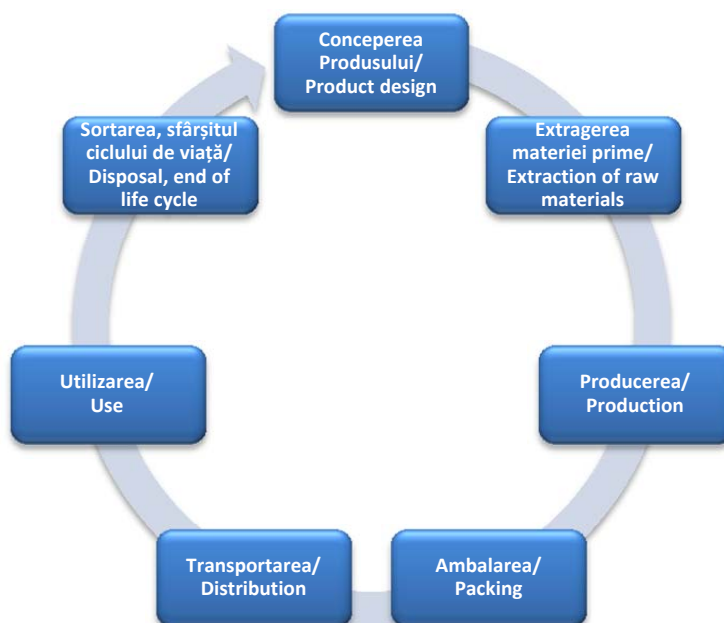 Conceperea
Produsului/
Product design
Extragerea
materiei prime/
Extraction of raw
materials
Producerea/
Production
Ambalarea/
Packing
Transportarea/
Distribution
Utilizarea/
Use
Sortarea, sfârșitul
ciclului de viață/
Disposal, end of
life cycle